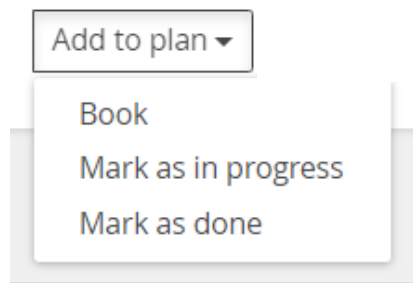 Add to plan
Book
Mark as in progress
Mark as done